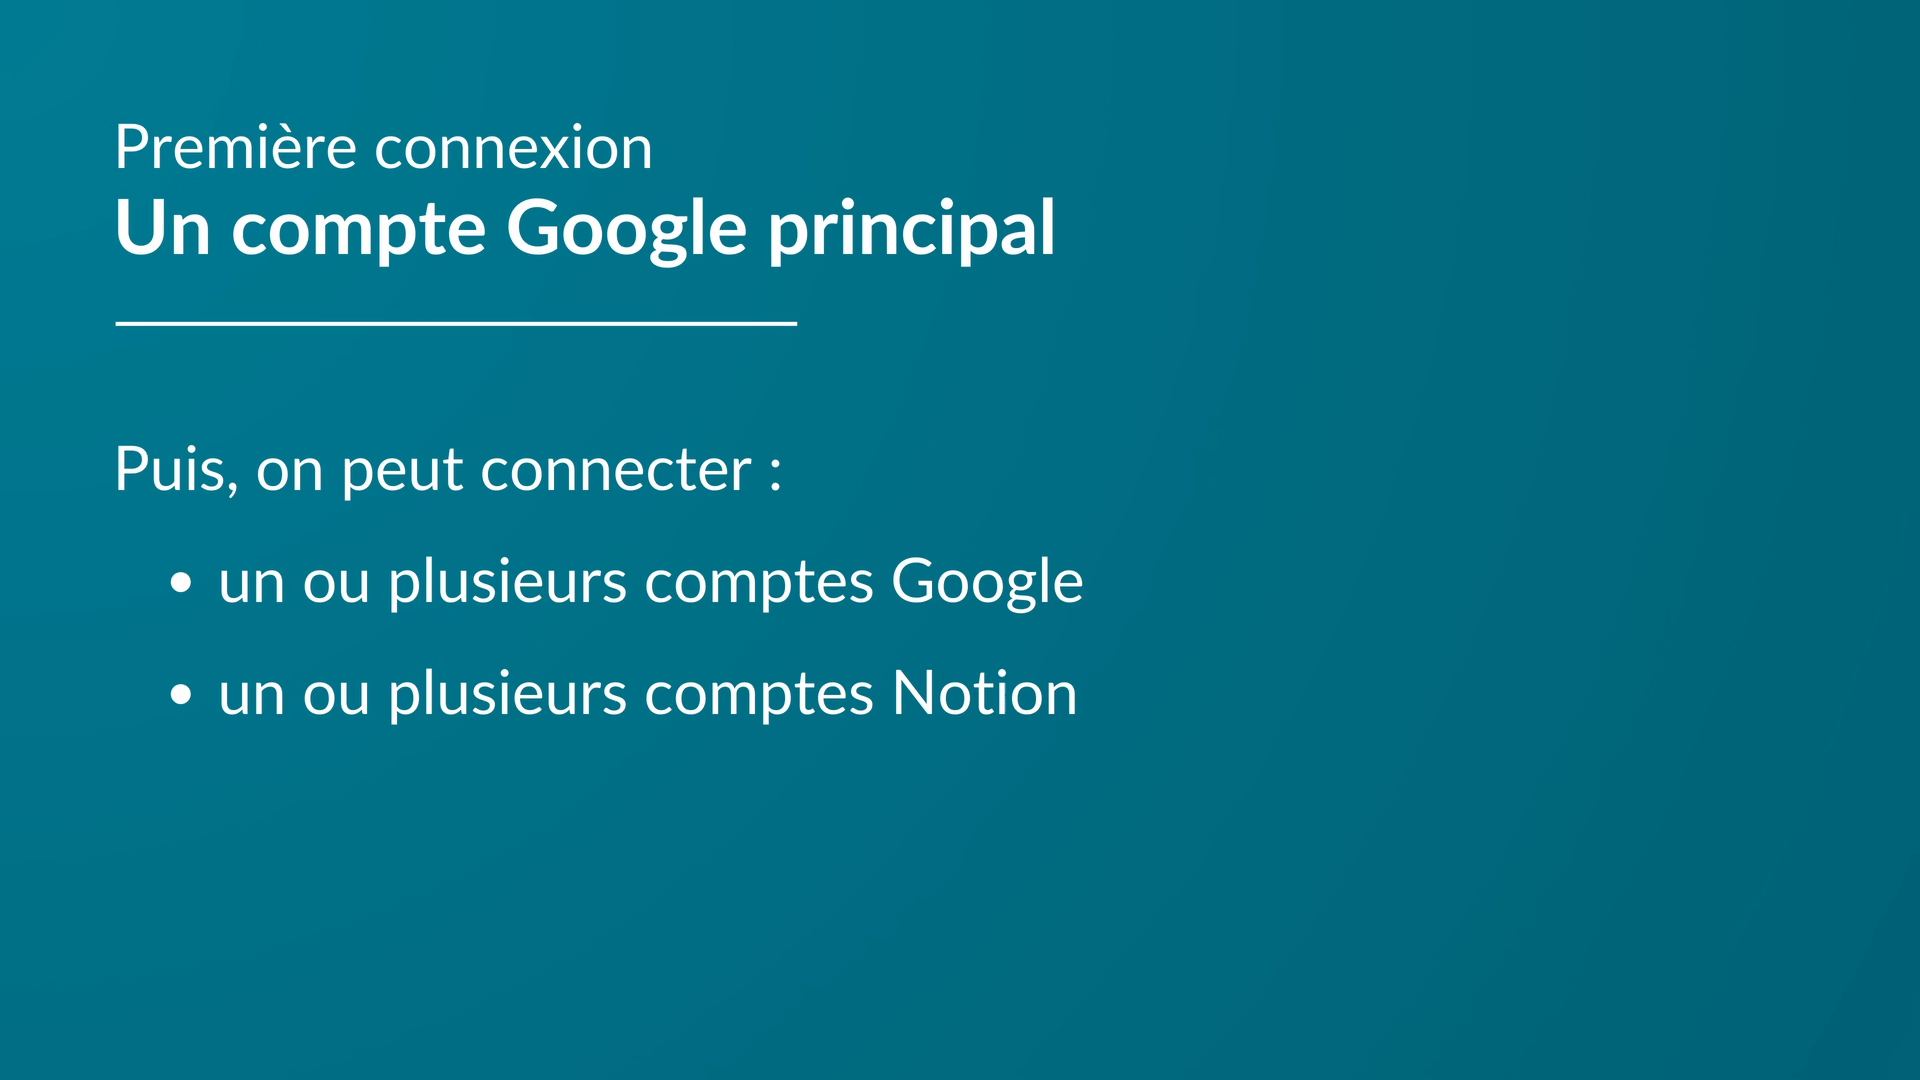 Première connexion
Un compte Google principal
Puis, on peut connecter :
• un ou plusieurs comptes Google
• un ou plusieurs comptes Notion